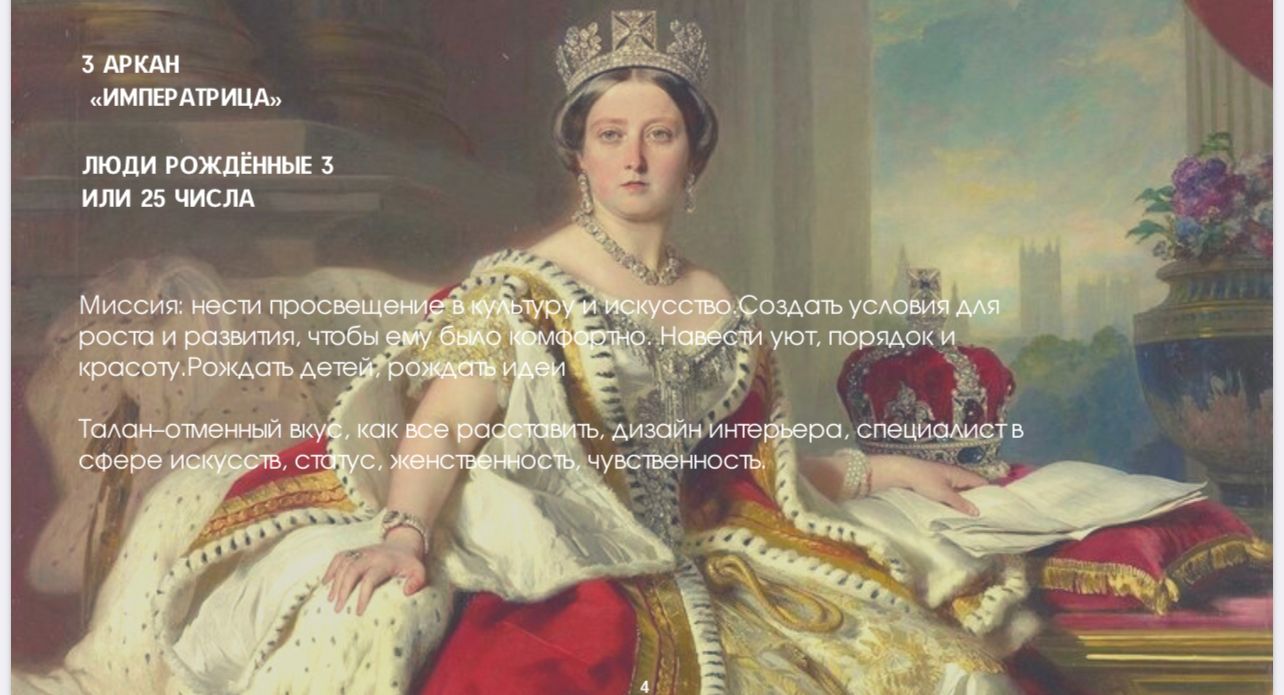 3 АРКАН
«ИМПЕРАТРИЦА»
ЛЮДИ РОЖДЁННЫЕ 3
ИЛИ 25 ЧИСЛА
Миссия: нести просвещение в культуру и искусство.Создать условия для
роста и развития, чтобы ему было комфортно. Навести уют, порядок и
красоту.Рождать детей, рождать идеи
Талан–отменный вкус, как все расставить, дизайн интерьера, специалист в
сфере искусств, статус, женственность, чувственность.
4